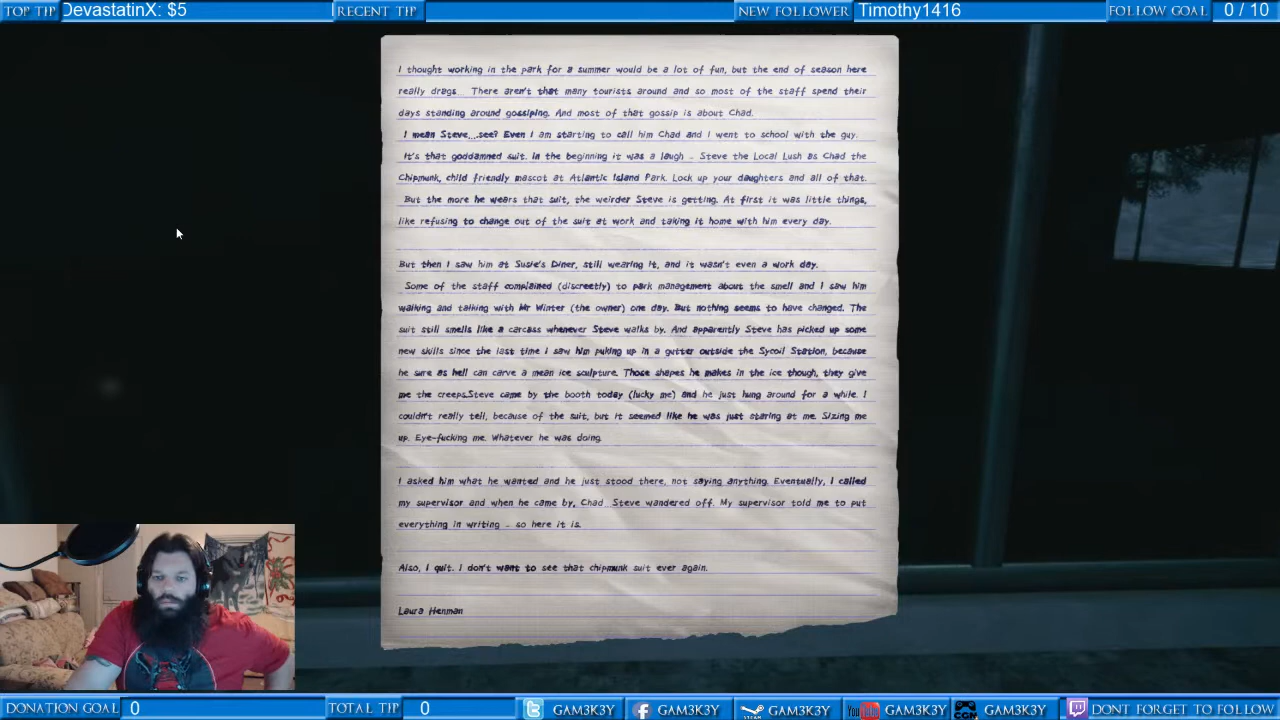 TOP TIP DevastatinX: $5 RECENT TIP NEW FOLLOWER Timothy1416 FOLLOW GOAL 0 / 10
I thought working in the park for a summer would be a lot of fun, but the end of season here
really drags... There aren't that many tourists around and so most of the staff spend their
days standing around gossiping. And most of that gossip is about Chad.
I mean Steve...see? Even I am starting to call him Chad and I went to school with the guy.
It's that goddamned suit. In the beginning it was a laugh - Steve the Local Lush as Chad the
Chipmunk, child friendly mascot at Atlantic Island Park. Lock up your daughters and all of that.
But the more he wears that suit, the weirder Steve is getting. At first it was little things,
like refusing to change out of the suit at work and taking it home with him every day.
But then I saw him at Susie's Diner, still wearing it, and it wasn't even a work day.
Some of the staff complained (discreetly) to park management about the smell and I saw him
walking and talking with Mr Winter (the owner) one day. But nothing seems to have changed. The
suit still smells like a carcass whenever Steve walks by. And apparently Steve has picked up some
new skills since the last time I saw him puking up in a gutter outside the Sycoil Station, because
he sure as hell can carve a mean ice sculpture. Those shapes he makes in the ice though, they give
me the creeps.Steve came by the booth today (lucky me) and he just hung around for a while. I
couldn't really tell, because of the suit, but it seemed like he was just staring at me. Sizing me
up. Eye-fucking me. Whatever he was doing.
I asked him what he wanted and he just stood there, not saying anything. Eventually, I called
my supervisor and when he came by, Chad...Steve wandered off. My supervisor told me to put
everything in writing - so here it is.
Also, I quit. I don't want to see that chipmunk suit ever again.
Laura Henman
DONATION GOAL 0 TOTAL TIP 0 GAM3K3Y GAM3K3Y STEAM GAM3K3Y YouTube GAM3K3Y CGM GAM3K3Y DONT FORGET TO FOLLOW